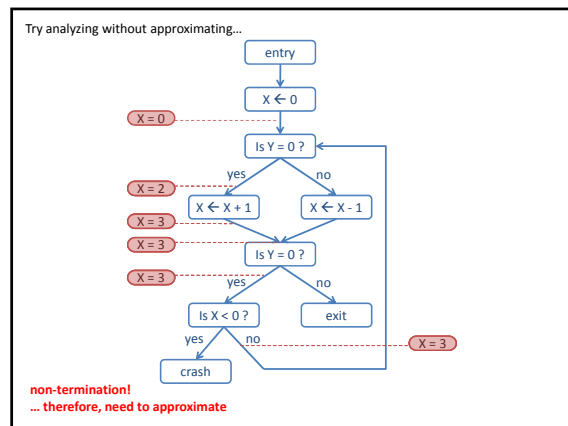 Try analyzing without approximating…
entry
X ← 0
X = 0
Is Y = 0 ?
yes
no
X = 2
X ← X + 1
X ← X - 1
X = 3
X = 3
Is Y = 0 ?
X = 3
yes
no
Is X < 0 ?
exit
yes
no
X = 3
crash
non-termination!
… therefore, need to approximate